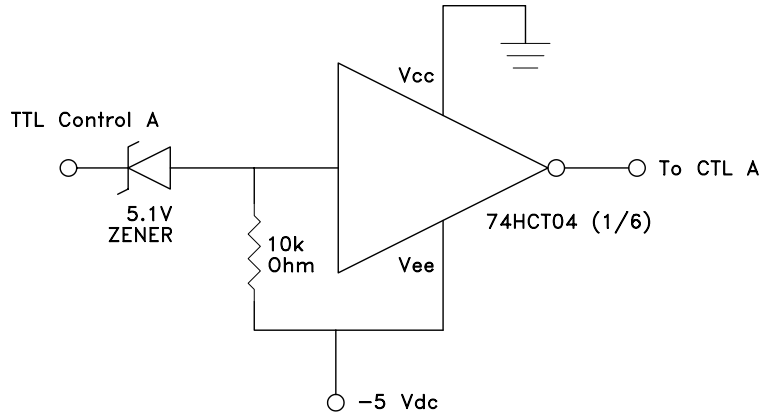 Vcc
TTL Control A
5.1V
ZENER
10k
Ohm
To CTL A
74HCT04 (1/6)
Vee
-5 Vdc